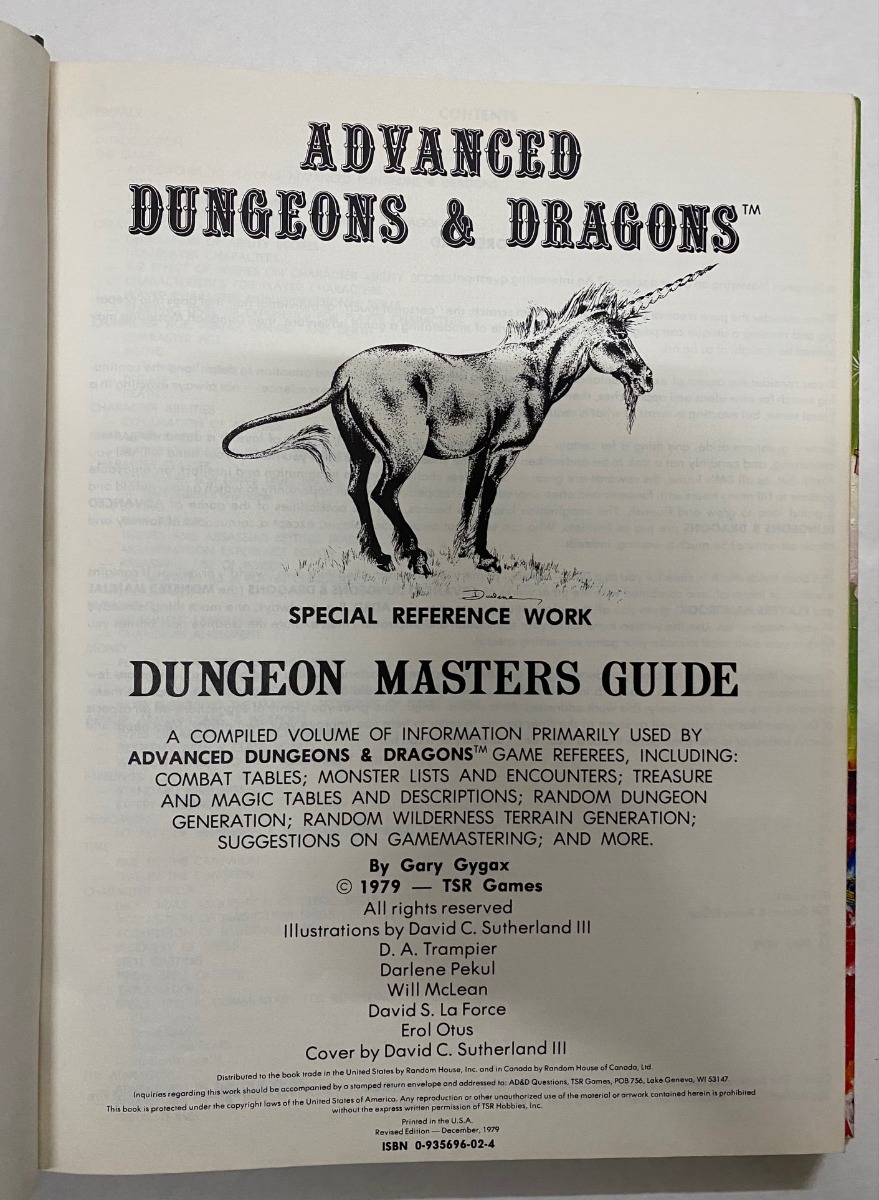 ADVANCED
DUNGEONS & DRAGONS™
Darlene
SPECIAL REFERENCE WORK
DUNGEON MASTERS GUIDE
A COMPILED VOLUME OF INFORMATION PRIMARILY USED BY
ADVANCED DUNGEONS & DRAGONS™ GAME REFEREES, INCLUDING:
COMBAT TABLES; MONSTER LISTS AND ENCOUNTERS; TREASURE
AND MAGIC TABLES AND DESCRIPTIONS; RANDOM DUNGEON
GENERATION; RANDOM WILDERNESS TERRAIN GENERATION;
SUGGESTIONS ON GAMEMASTERING; AND MORE.
By Gary Gygax
© 1979 — TSR Games
All rights reserved
Illustrations by David C. Sutherland III
D. A. Trampier
Darlene Pekul
Will McLean
David S. La Force
Erol Otus
Cover by David C. Sutherland III
Distributed to the book trade in the United States by Random House, Inc. and in Canada by Random House of Canada, Ltd.
Inquiries regarding this work should be accompanied by a stamped return envelope and addressed to: AD&D Questions, TSR Games, POB 756, Lake Geneva, WI 53147.
This book is protected under the copyright laws of the United States of America. Any reproduction or other unauthorized use of the material or artwork contained herein is prohibited
without the express written permission of TSR Hobbies, Inc.
Printed in the U.S.A.
Revised Edition — December, 1979
ISBN 0-935696-02-4